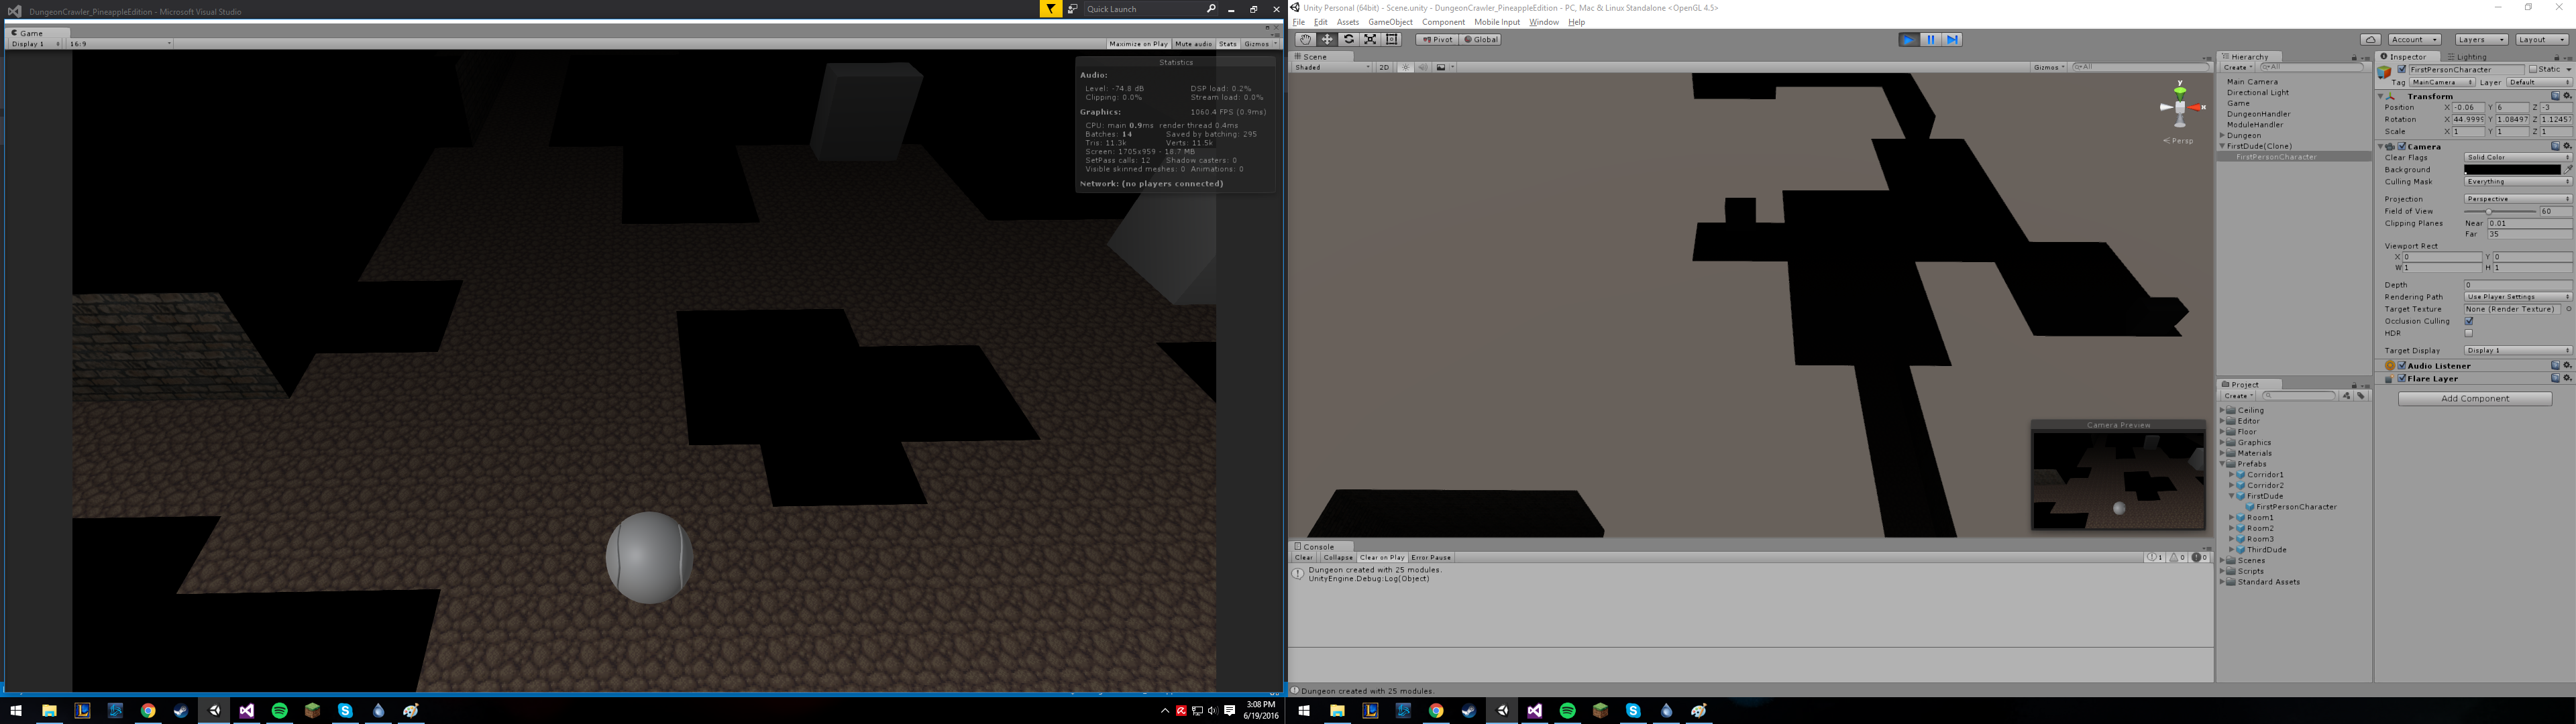 DungeonCrawler_PineappleEdition - Microsoft Visual Studio
Quick Launch
Game
Display 1
16:9
Maximize on Play
Mute audio
Stats
Gizmos
Statistics
Audio:
Level: -74.8 dB
DSP load: 0.2%
Clipping: 0.0%
Stream load: 0.0%
Graphics:
1060.4 FPS (0.9ms)
CPU: main 0.9ms render thread 0.4ms
Batches: 14
Saved by batching: 295
Tris: 11.3k
Verts: 11.5k
Screen: 1705x959 - 18.7 MB
SetPass calls: 12
Shadow casters: 0
Visible skinned meshes: 0 Animations: 0
Network: (no players connected)
3:08 PM
6/19/2016
Unity Personal (64bit) - Scene.unity - DungeonCrawler_PineappleEdition - PC, Mac & Linux Standalone <OpenGL 4.5>
File Edit Assets GameObject Component Mobile Input Window Help
Pivot
Global
Account
Layers
Layout
Scene
Shaded
2D
Gizmos
All
y
x
Persp
Camera Preview
Console
Clear
Collapse
Clear on Play
Error Pause
1
0
0
Dungeon created with 25 modules.
UnityEngine.Debug:Log(Object)
Dungeon created with 25 modules.
Hierarchy
Create
All
Main Camera
Directional Light
Game
DungeonHandler
ModuleHandler
Dungeon
FirstDude(Clone)
FirstPersonCharacter
Project
Create
Ceiling
Editor
Floor
Graphics
Materials
Prefabs
Corridor1
Corridor2
FirstDude
FirstPersonCharacter
Room1
Room2
Room3
ThirdDude
Scenes
Scripts
Standard Assets
Inspector
Lighting
FirstPersonCharacter
Static
Tag
MainCamera
Layer
Default
Transform
Position X -0.06 Y 6 Z -3
Rotation X 44.9999 Y 1.08497 Z 1.12457
Scale X 1 Y 1 Z 1
Camera
Clear Flags
Solid Color
Background
Culling Mask
Everything
Projection
Perspective
Field of View
60
Clipping Planes
Near 0.01
Far 35
Viewport Rect
X 0 Y 0
W 1 H 1
Depth
0
Rendering Path
Use Player Settings
Target Texture
None (Render Texture)
Occlusion Culling
HDR
Target Display
Display 1
Audio Listener
Flare Layer
Add Component